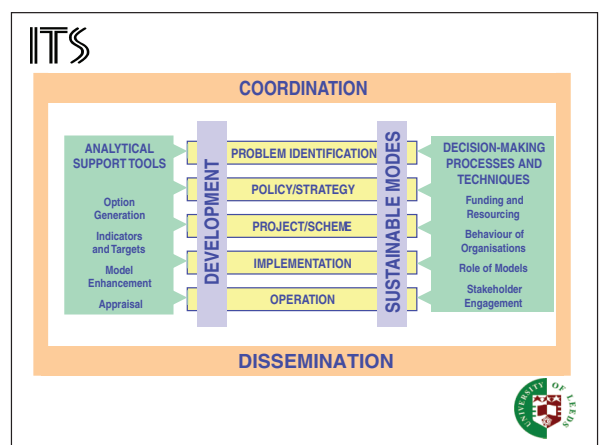 ITS
COORDINATION
ANALYTICAL
SUPPORT TOOLS
Option
Generation
Indicators
and Targets
Model
Enhancement
Appraisal
DEVELOPMENT
PROBLEM IDENTIFICATION
POLICY/STRATEGY
PROJECT/SCHEME
IMPLEMENTATION
OPERATION
SUSTAINABLE MODES
DECISION-MAKING
PROCESSES AND
TECHNIQUES
Funding and
Resourcing
Behaviour of
Organisations
Role of Models
Stakeholder
Engagement
DISSEMINATION
UNIVERSITY OF LEEDS